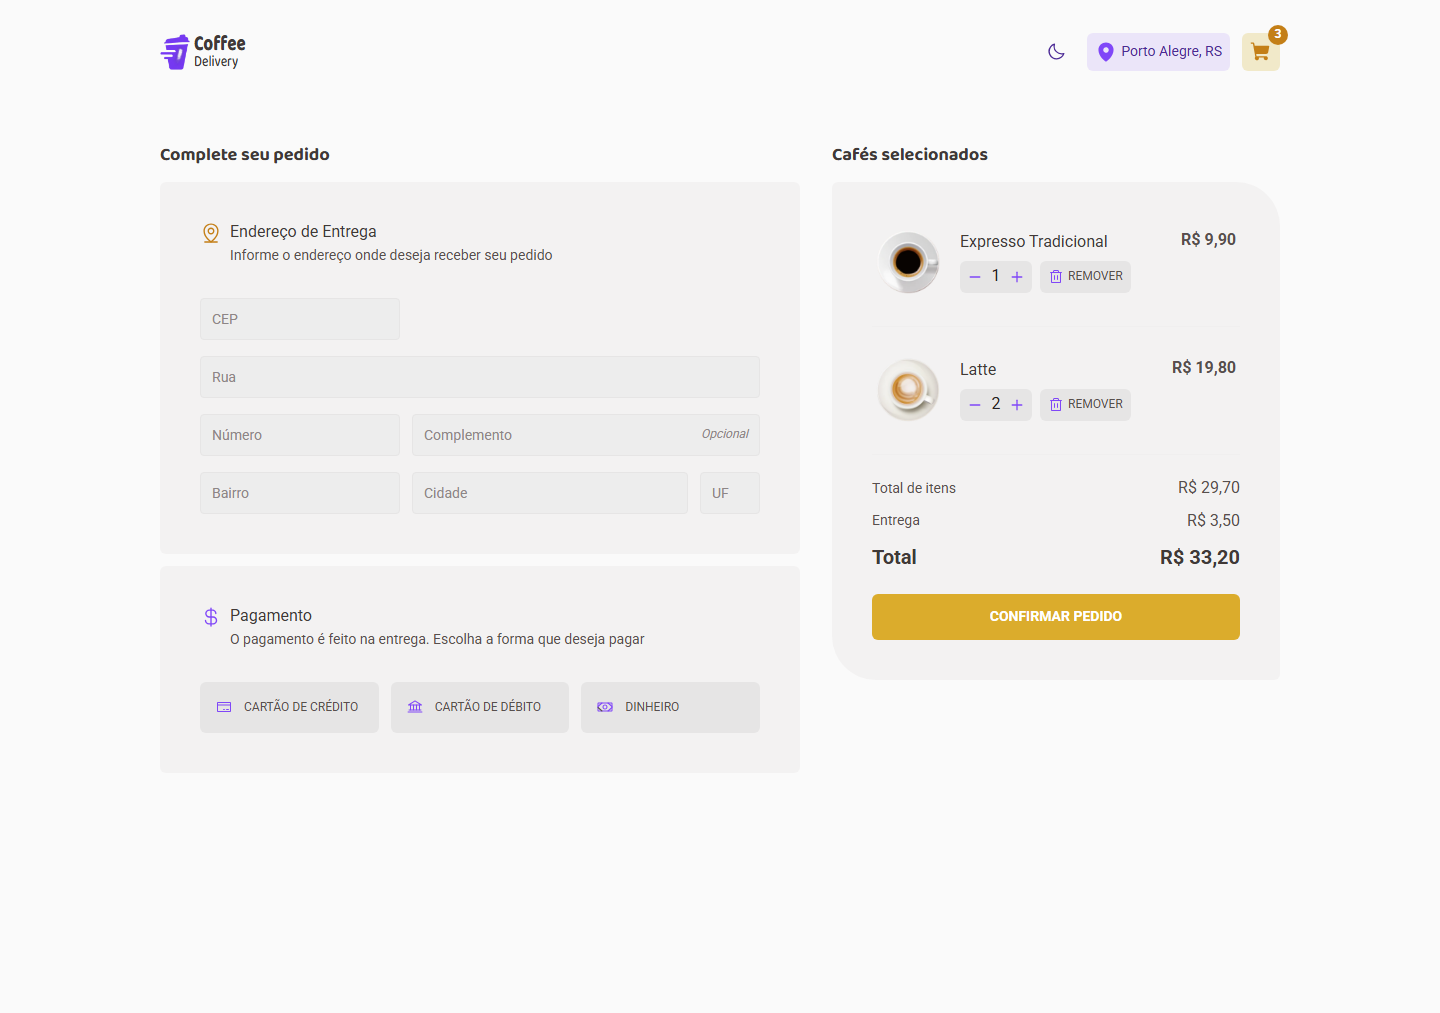 Coffee
Delivery
Porto Alegre, RS
3
Complete seu pedido
Endereço de Entrega
Informe o endereço onde deseja receber seu pedido
CEP
Rua
Número
Complemento
Opcional
Bairro
Cidade
UF
Pagamento
O pagamento é feito na entrega. Escolha a forma que deseja pagar
CARTÃO DE CRÉDITO
CARTÃO DE DÉBITO
DINHEIRO
Cafés selecionados
Expresso Tradicional
R$ 9,90
1
REMOVER
Latte
R$ 19,80
2
REMOVER
Total de itens
R$ 29,70
Entrega
R$ 3,50
Total
R$ 33,20
CONFIRMAR PEDIDO